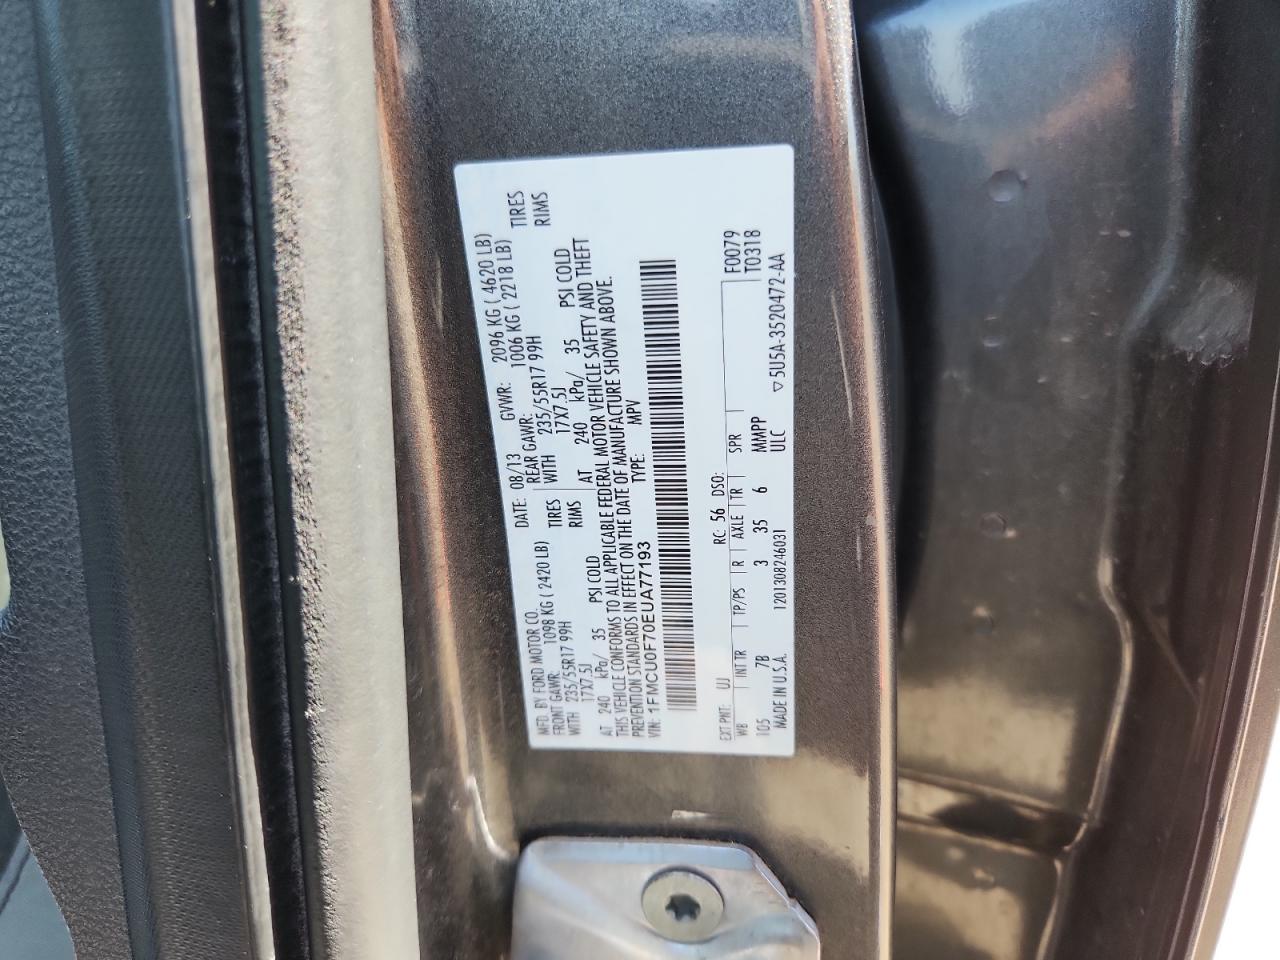 MFD. BY FORD MOTOR CO.
DATE: 08/13 GVWR: 2096 KG ( 4620 LB)
FRONT GAWR: 1098 KG ( 2420 LB) REAR GAWR: 1006 KG ( 2218 LB)
WITH 235/55R17 99H TIRES WITH 235/55R17 99H TIRES
17X7.5J RIMS 17X7.5J RIMS
AT 240 kPa/ 35 PSI COLD AT 240 kPa/ 35 PSI COLD
THIS VEHICLE CONFORMS TO ALL APPLICABLE FEDERAL MOTOR VEHICLE SAFETY AND THEFT
PREVENTION STANDARDS IN EFFECT ON THE DATE OF MANUFACTURE SHOWN ABOVE.
VIN: 1FMCU0F70EUA77193 TYPE: MPV
EXT PNT: UJ RC: 56 DSO: F0079
WB INT TR TP/PS R AXLE TR SPR T0318
105 7B 3 35 6 MMPP
MADE IN U.S.A. 1201308246031 ULC ▽5U5A-3520472-AA